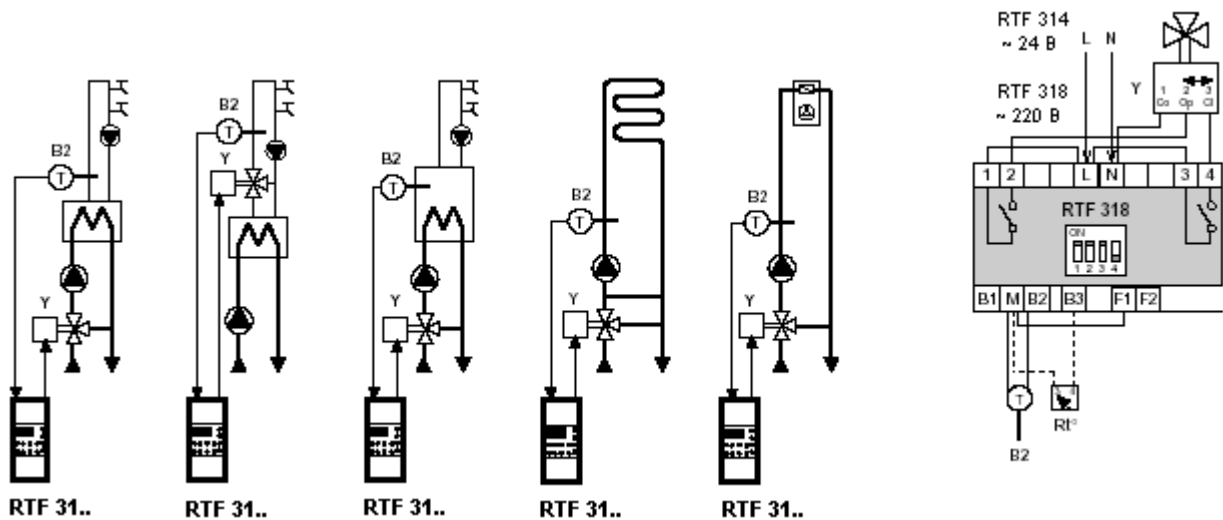 B2
T
Y
RTF 31..
B2
T
Y
RTF 31..
B2
T
Y
RTF 31..
B2
T
Y
RTF 31..
B2
T
Y
RTF 31..
RTF 314
~ 24 В
L N
RTF 318
~ 220 В
Y
1 2 3
Co Op Cl
1 2 L N 3 4
RTF 318
ON
1 2 3 4
B1 M B2 B3 F1 F2
T
Rt°
B2